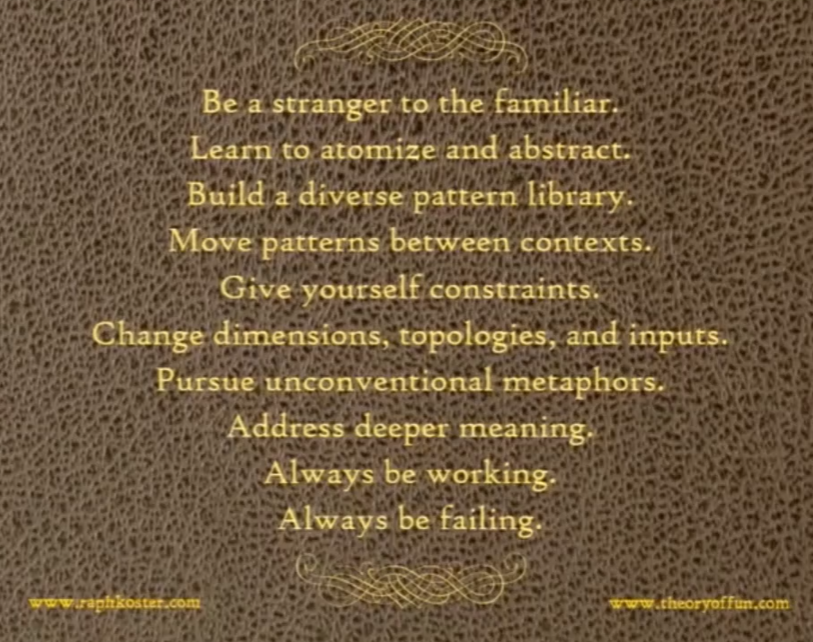 Be a stranger to the familiar.
Learn to atomize and abstract.
Build a diverse pattern library.
Move patterns between contexts.
Give yourself constraints.
Change dimensions, topologies, and inputs.
Pursue unconventional metaphors.
Address deeper meaning.
Always be working.
Always be failing.
www.raphkoster.com
www.theoryoffun.com